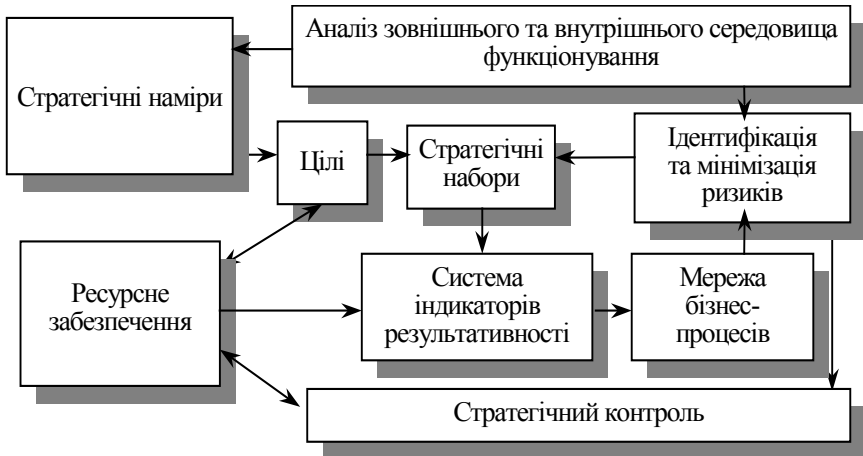 Аналіз зовнішнього та внутрішнього середовища
функціонування
Стратегічні наміри
Цілі
Стратегічні
набори
Ідентифікація
та мінімізація
ризиків
Ресурсне
забезпечення
Система
індикаторів
результативності
Мережа
бізнес-
процесів
Стратегічний контроль